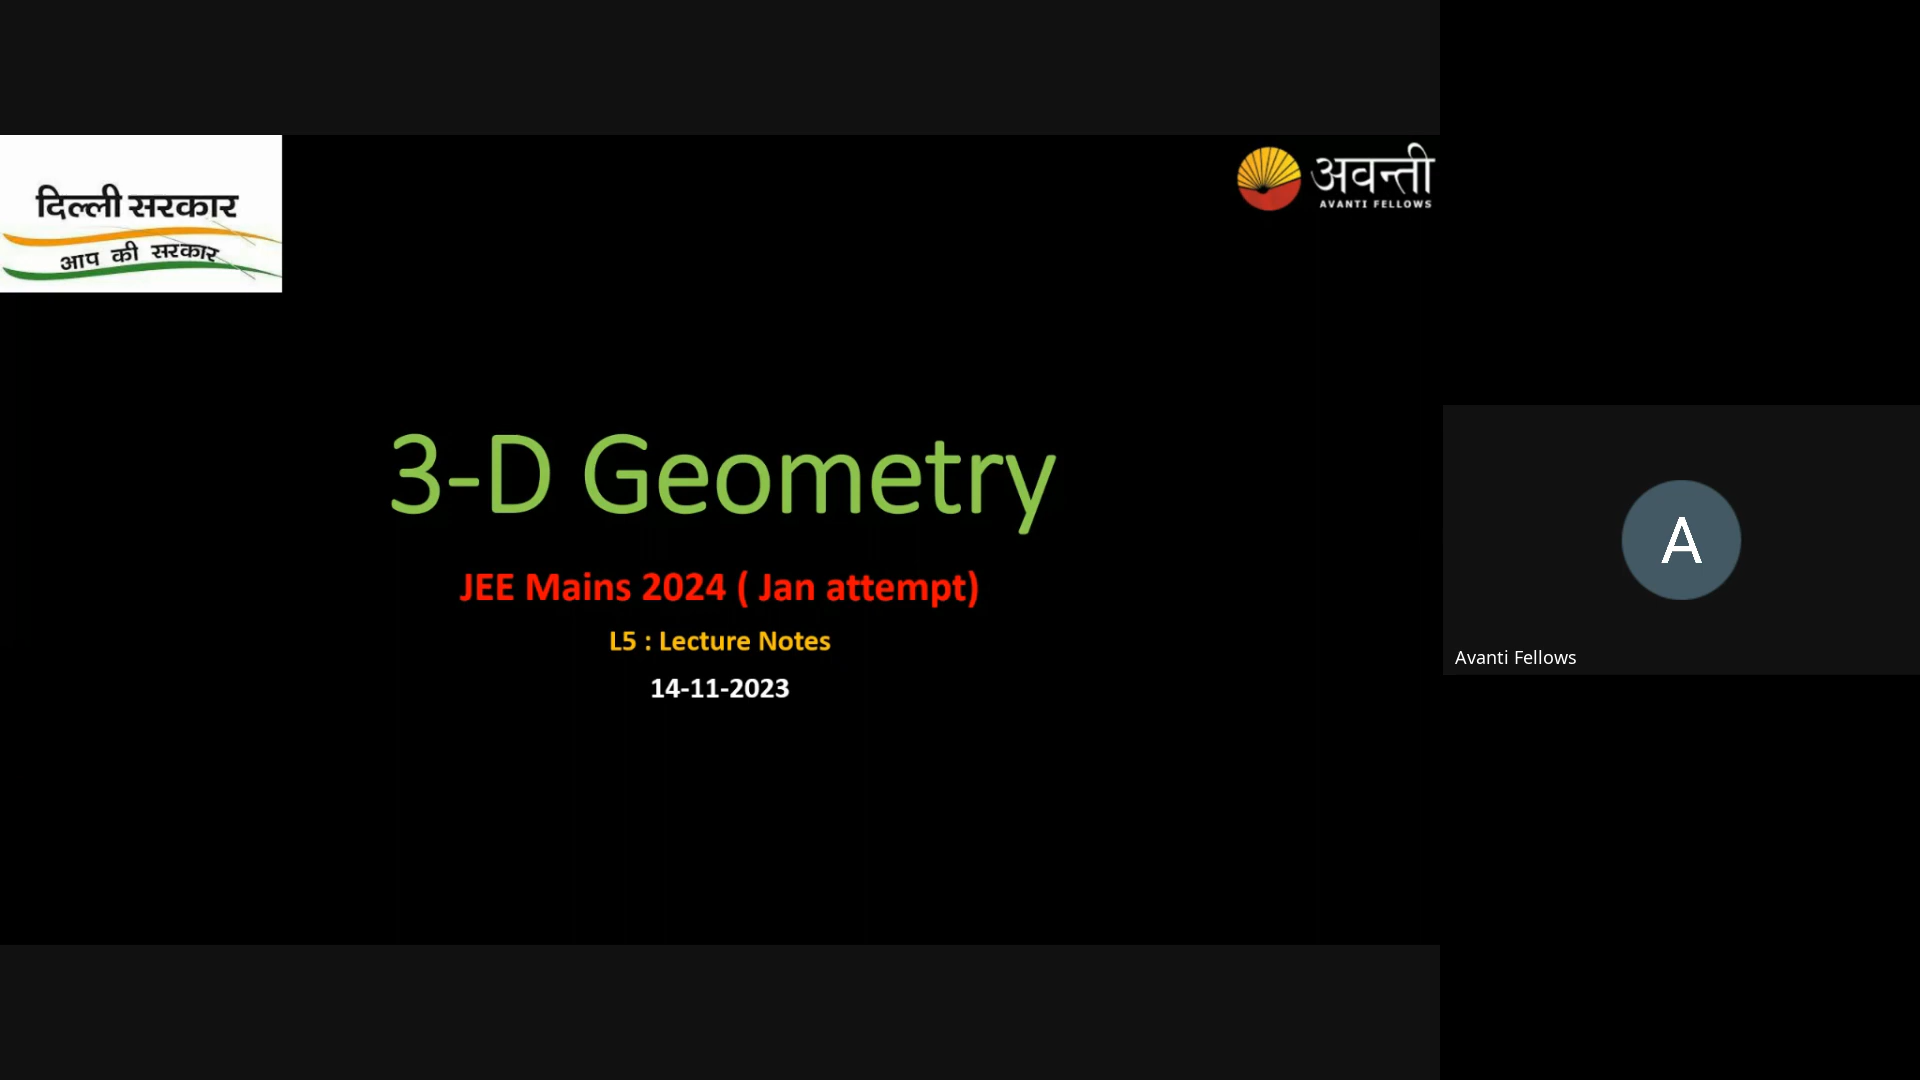 दिल्ली सरकार
आप की सरकार
अवन्ती
AVANTI FELLOWS
3-D Geometry
JEE Mains 2024 ( Jan attempt)
L5 : Lecture Notes
14-11-2023
A
Avanti Fellows